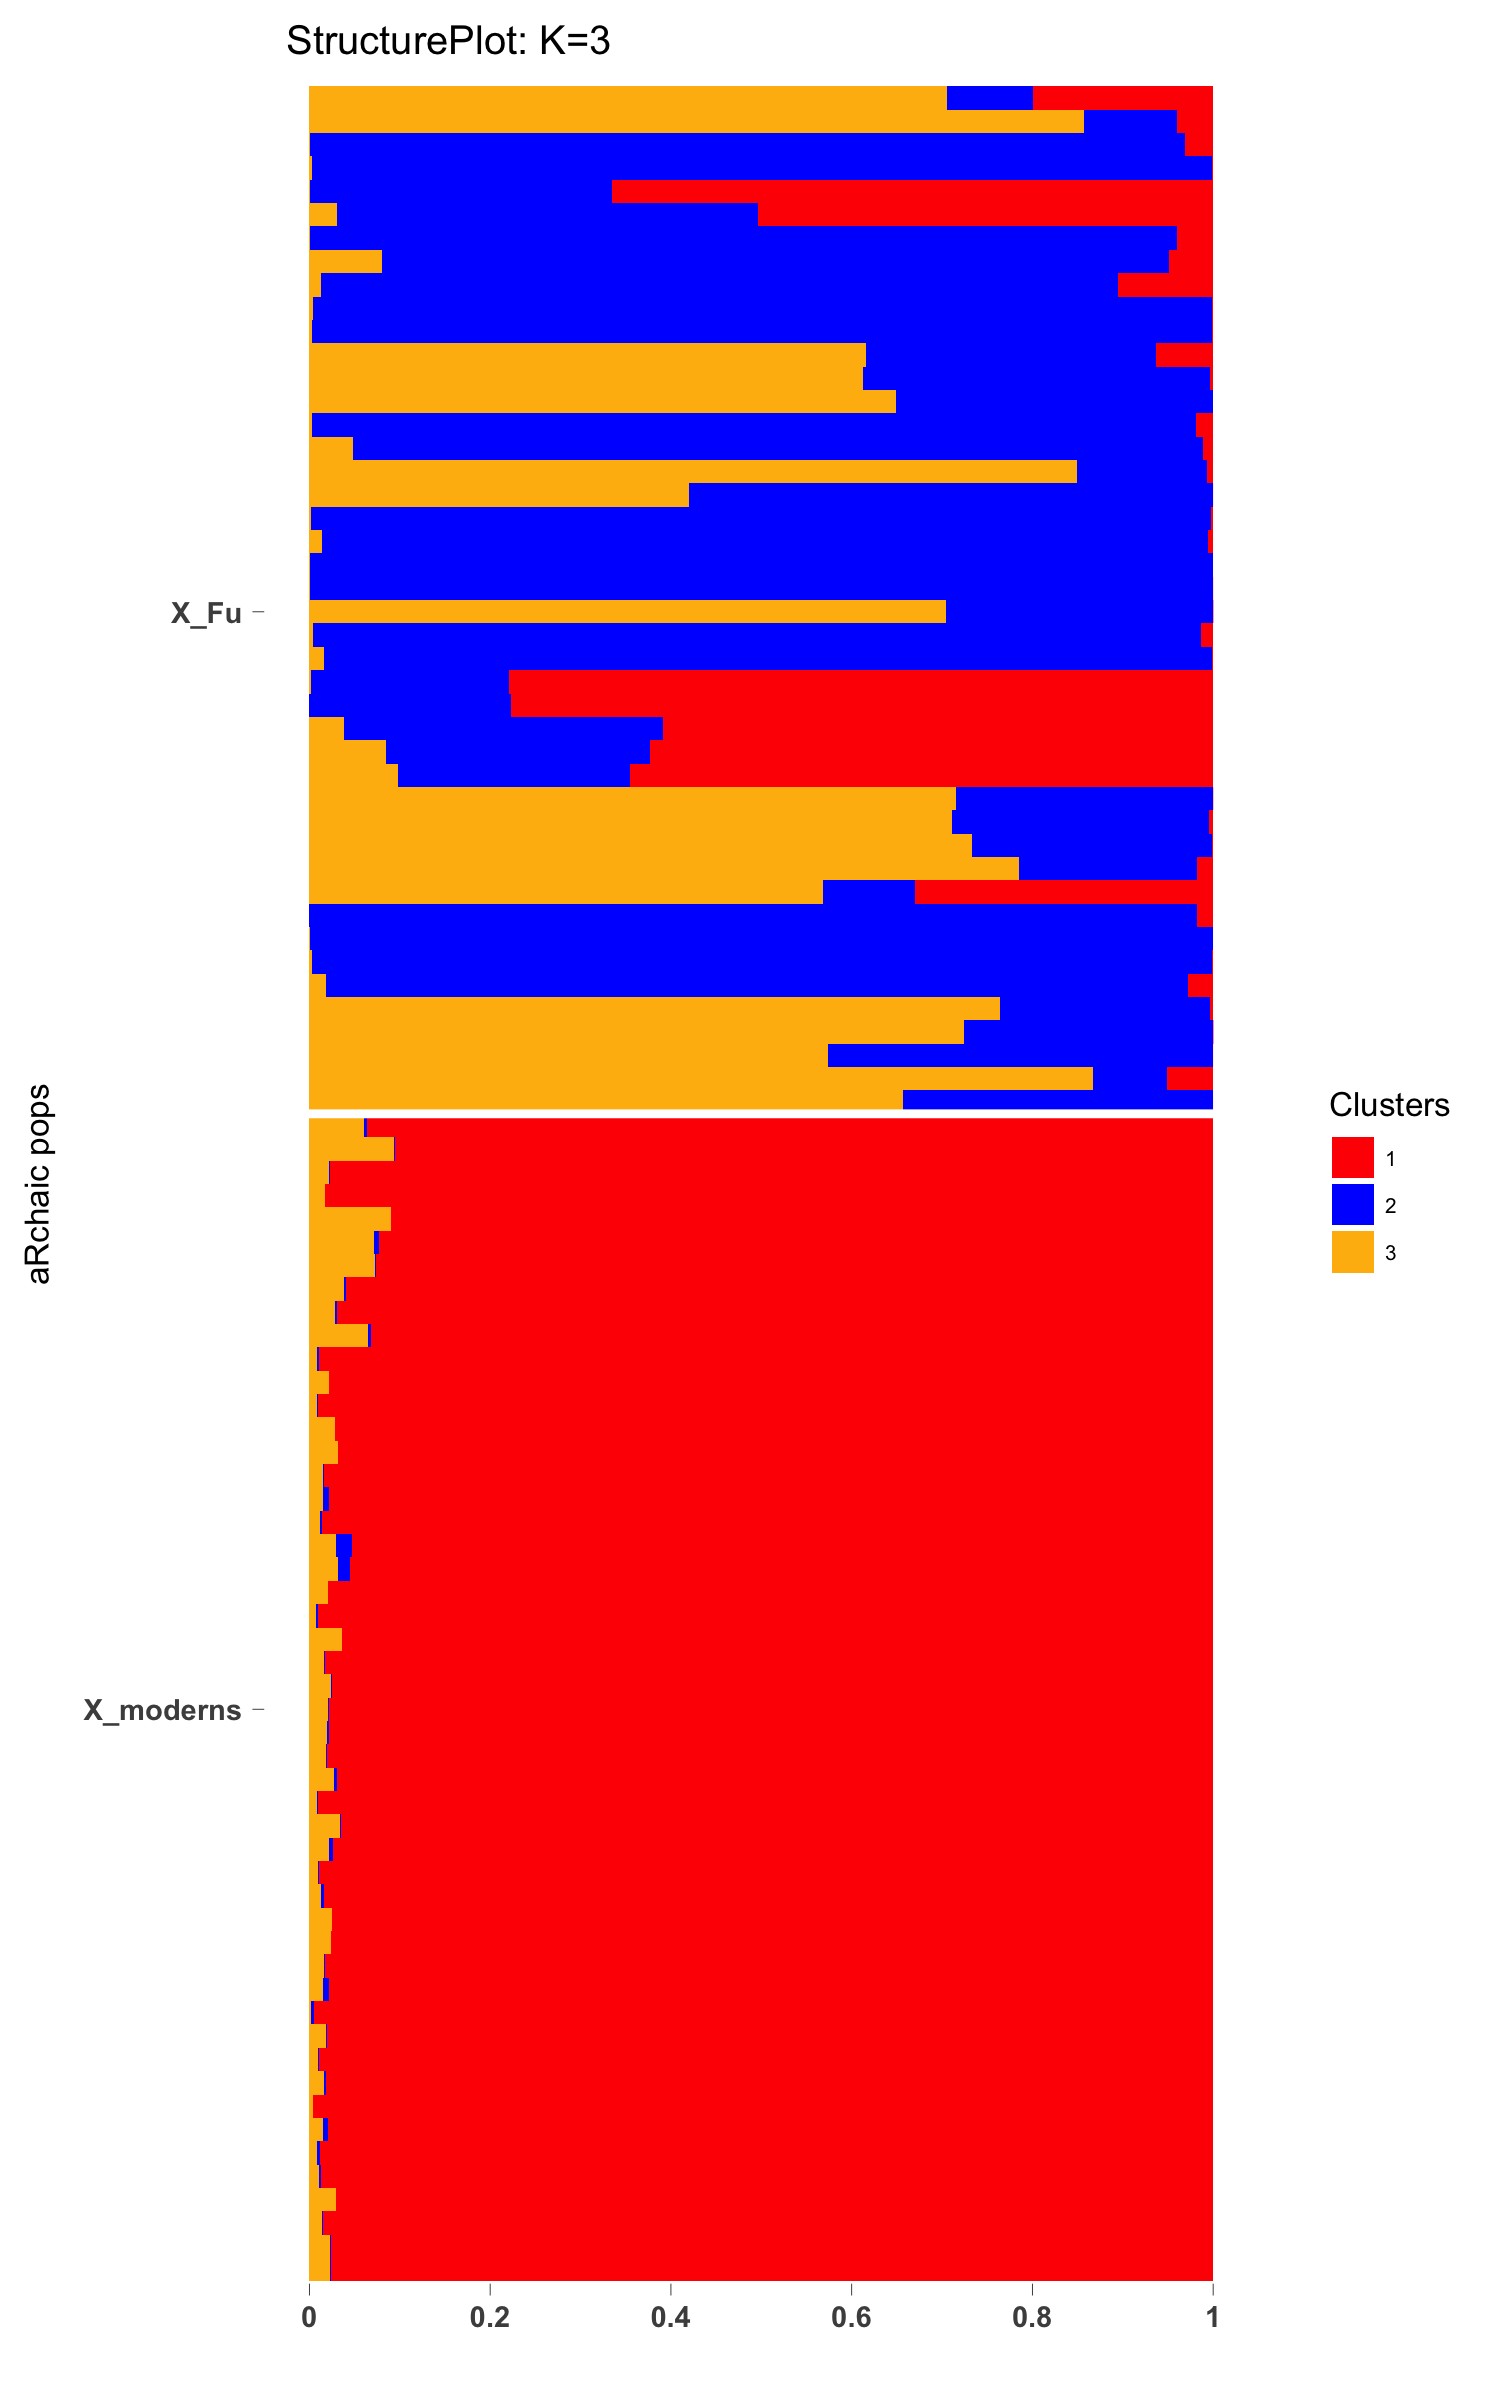 StructurePlot: K=3
X_Fu
aRchaic pops
Clusters
1
2
3
X_moderns
0 0.2 0.4 0.6 0.8 1